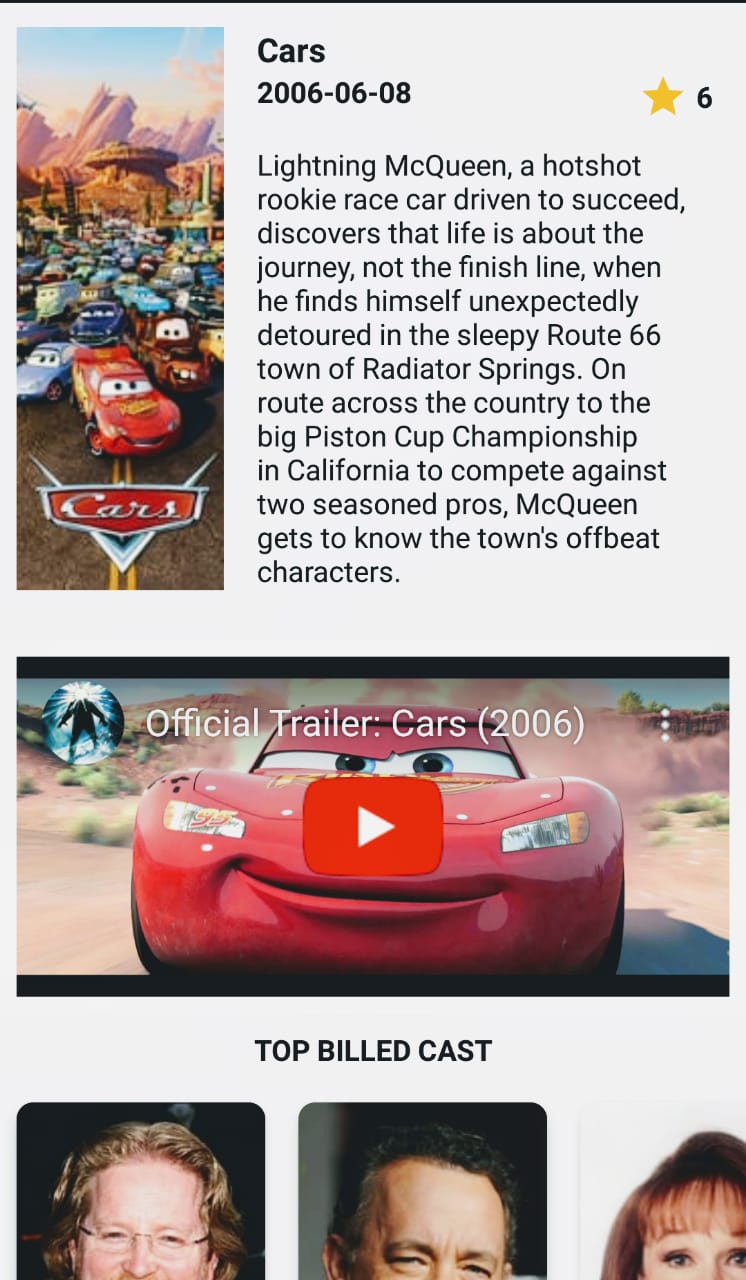 Cars
2006-06-08
6
Lightning McQueen, a hotshot
rookie race car driven to succeed,
discovers that life is about the
journey, not the finish line, when
he finds himself unexpectedly
detoured in the sleepy Route 66
town of Radiator Springs. On
route across the country to the
big Piston Cup Championship
in California to compete against
two seasoned pros, McQueen
gets to know the town's offbeat
characters.
Cars
Official Trailer: Cars (2006)
95
TOP BILLED CAST